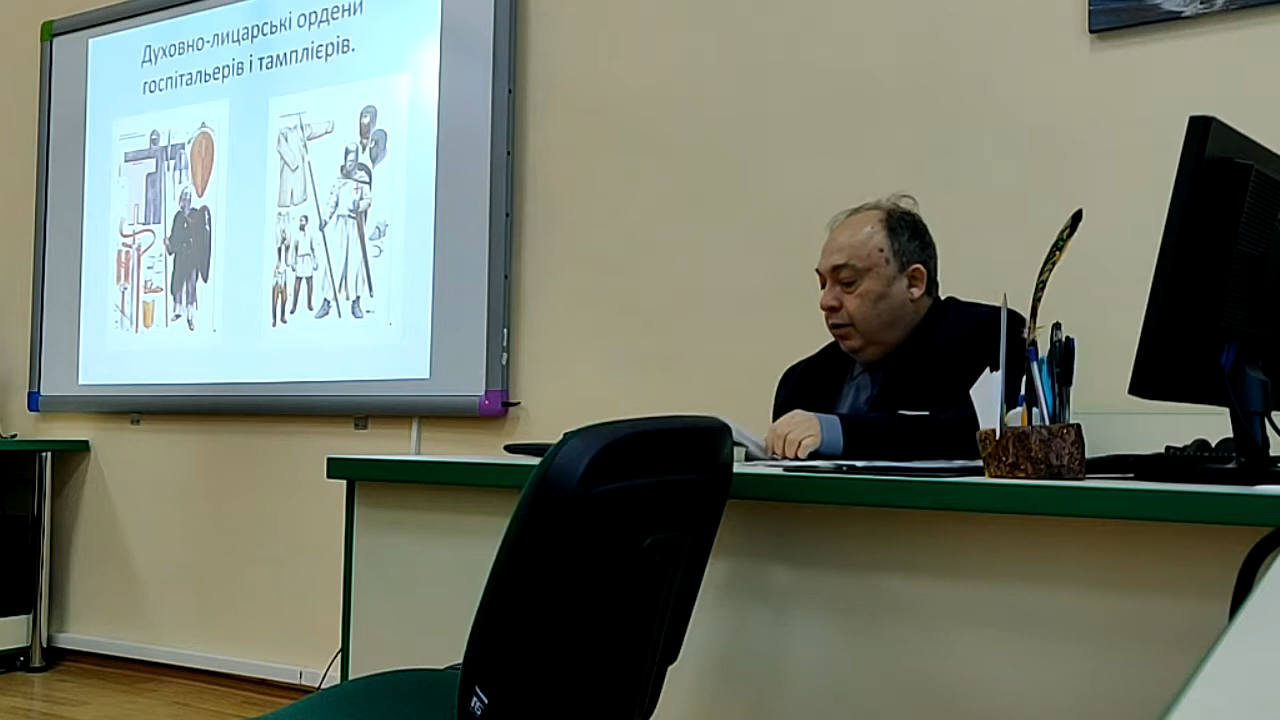 Духовно-лицарські ордени
госпітальєрів і тамплієрів.